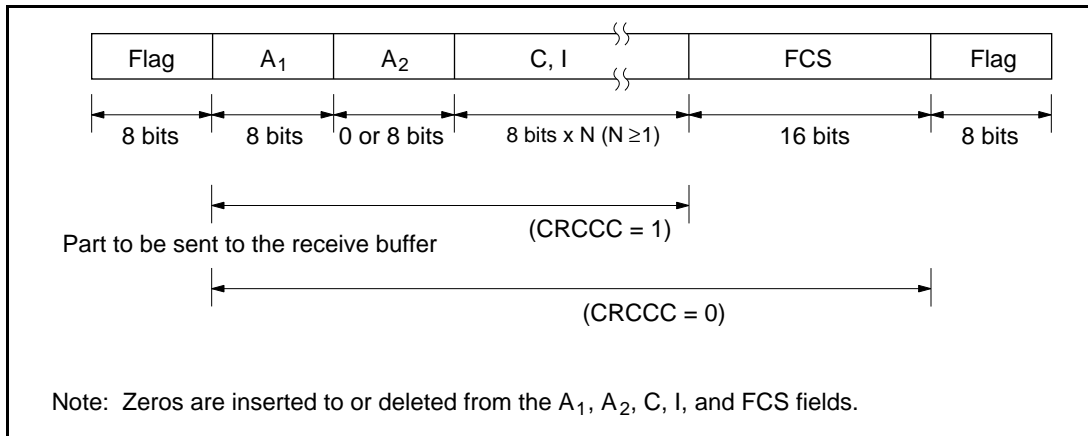 Flag A1 A2 C, I FCS Flag
8 bits 8 bits 0 or 8 bits 8 bits x N (N ≥1) 16 bits 8 bits
(CRCCC = 1)
Part to be sent to the receive buffer
(CRCCC = 0)
Note: Zeros are inserted to or deleted from the A1, A2, C, I, and FCS fields.